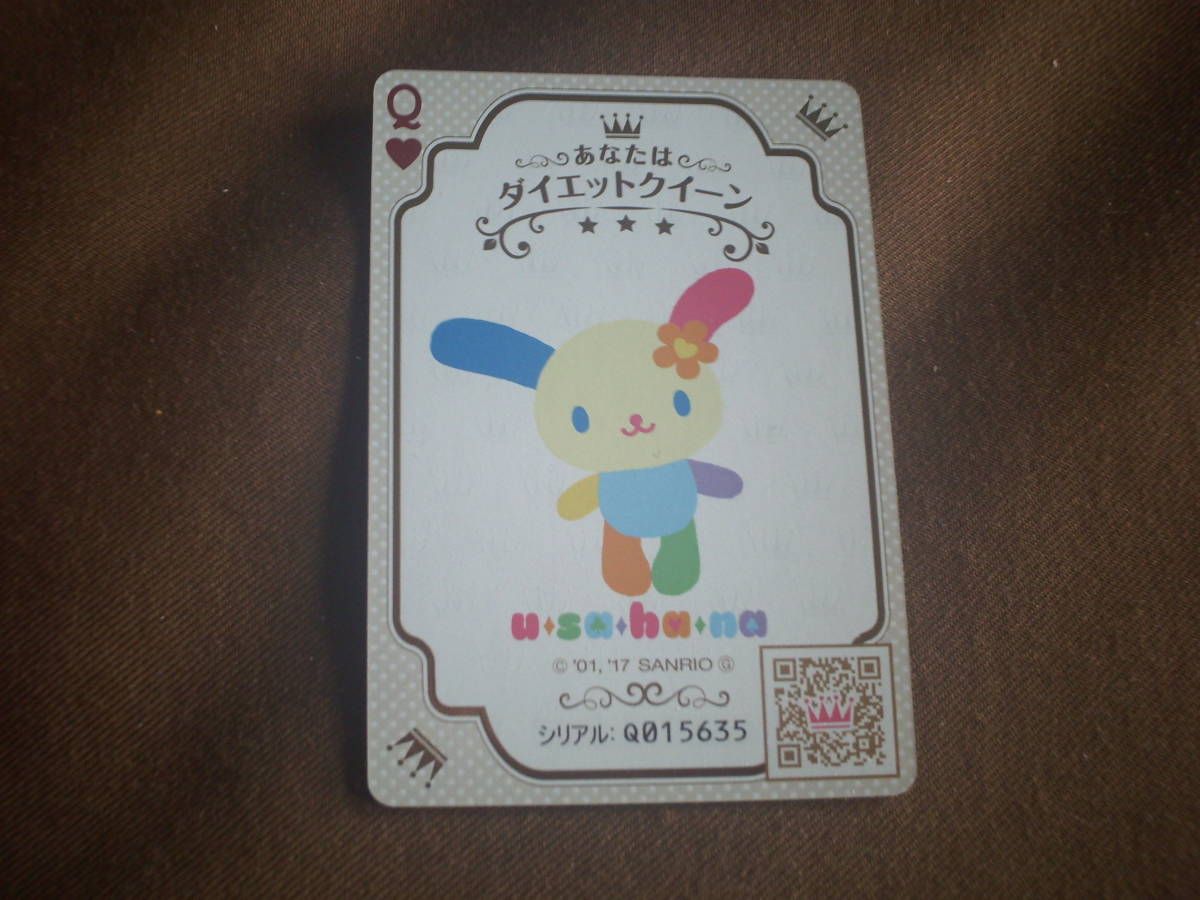 Q
あなたは
ダイエットクイーン
u・sa・ha・na
© '01, '17 SANRIO Ⓖ
シリアル: Q015635